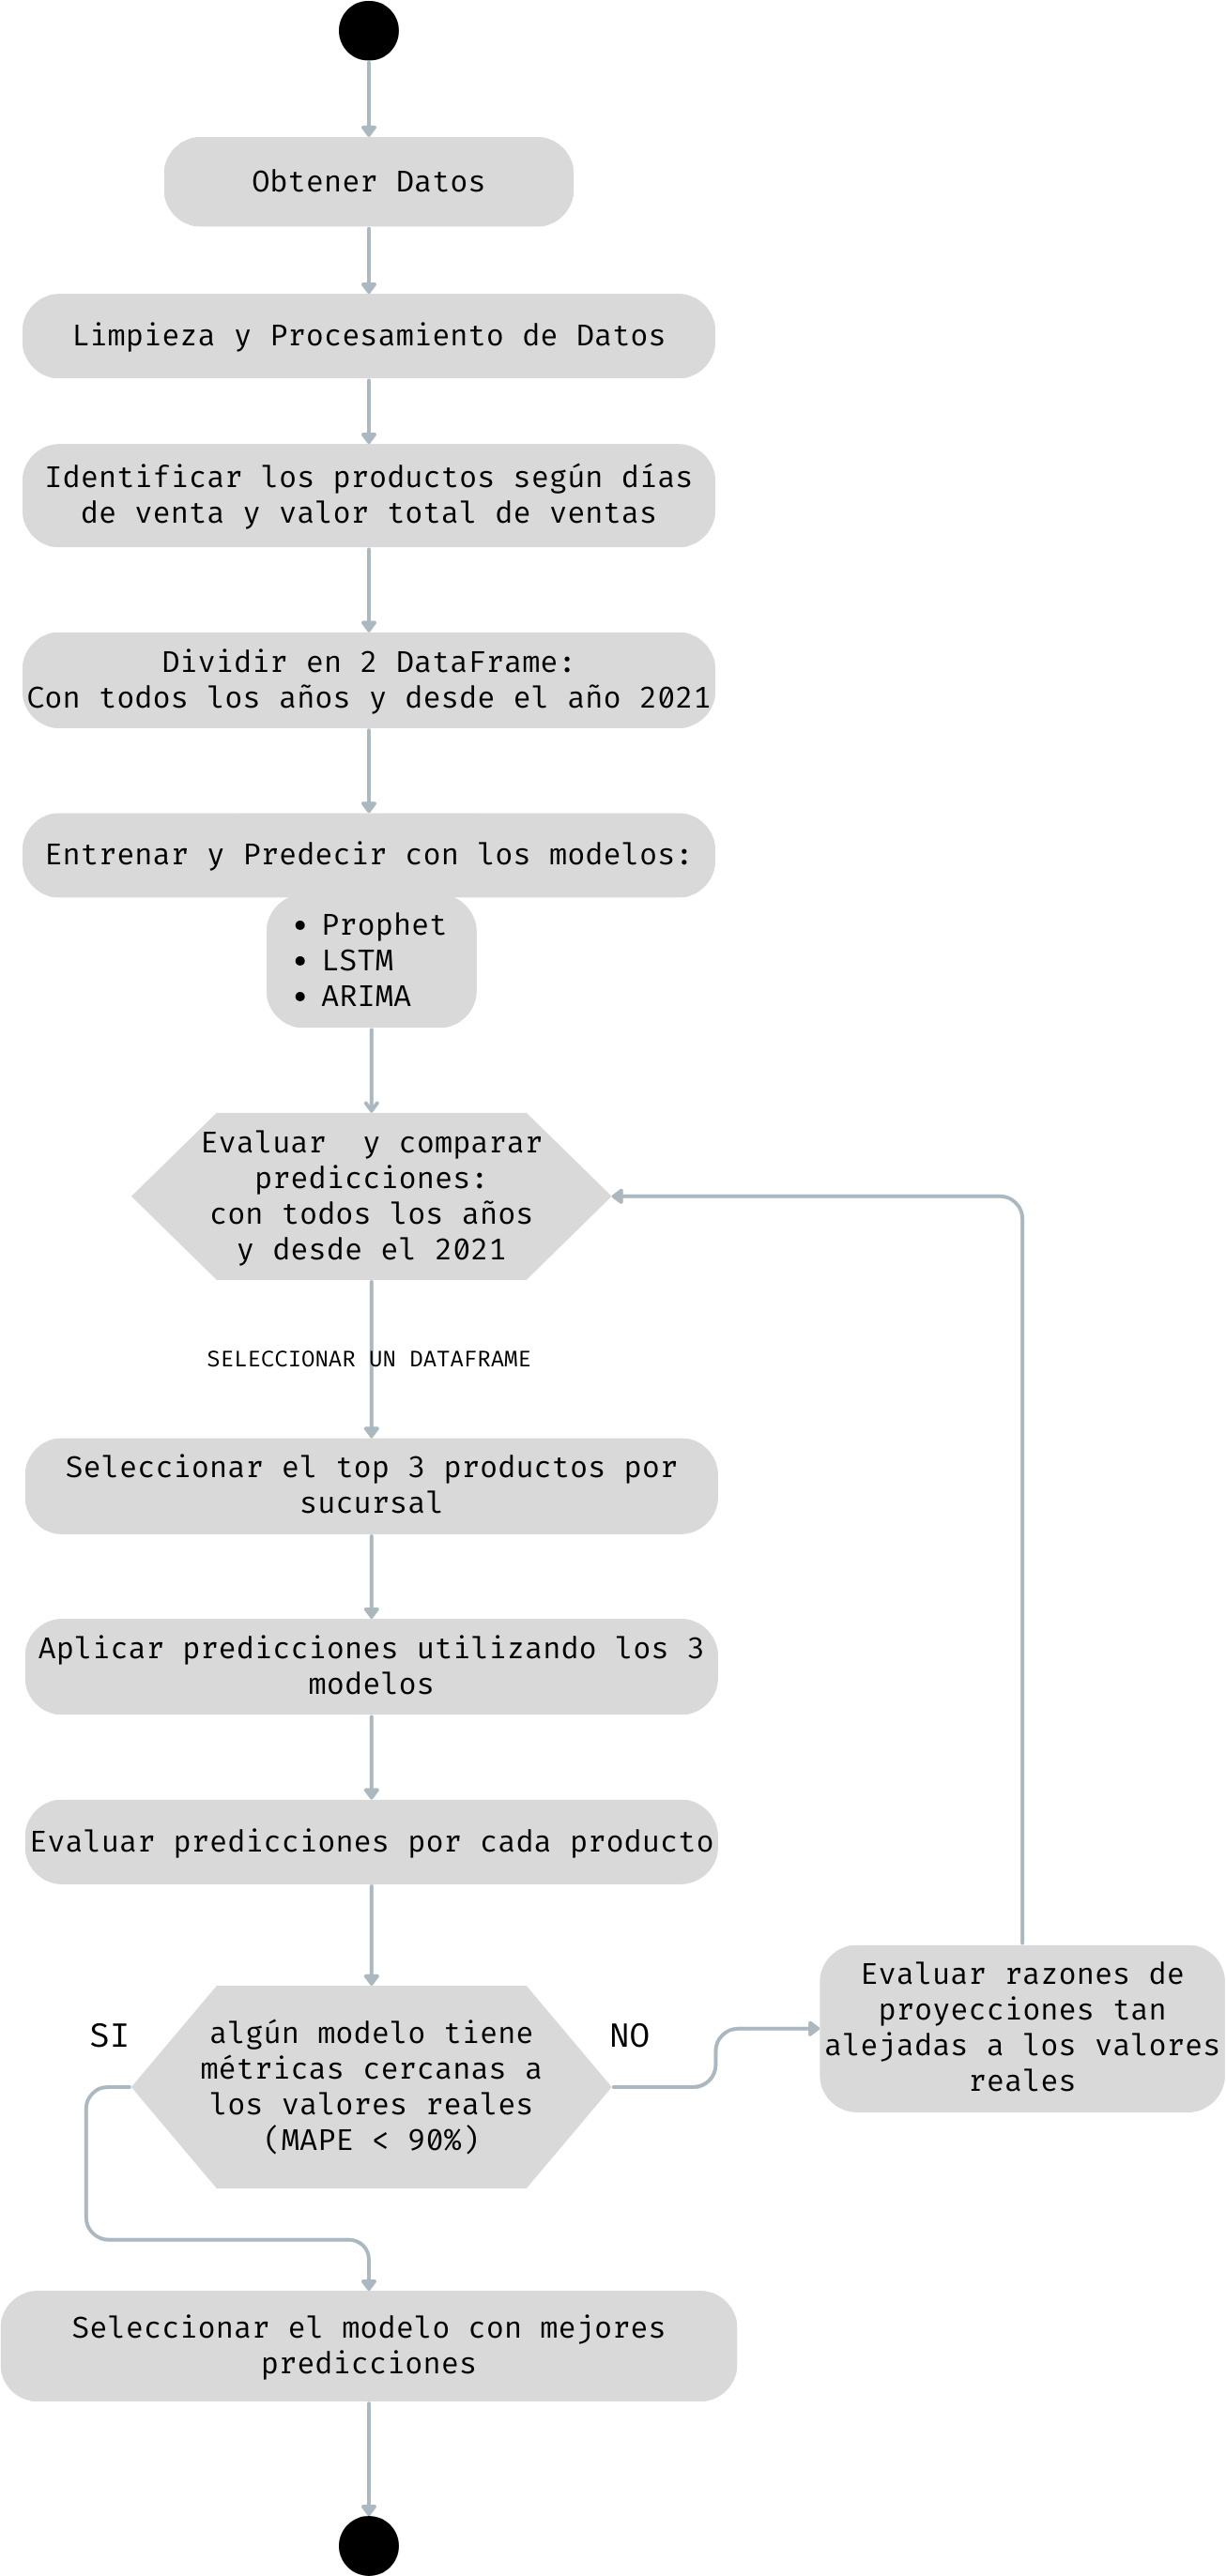 Obtener Datos
Limpieza y Procesamiento de Datos
Identificar los productos según días
de venta y valor total de ventas
Dividir en 2 DataFrame:
Con todos los años y desde el año 2021
Entrenar y Predecir con los modelos:
• Prophet
• LSTM
• ARIMA
Evaluar  y comparar
predicciones:
con todos los años
y desde el 2021
SELECCIONAR UN DATAFRAME
Seleccionar el top 3 productos por
sucursal
Aplicar predicciones utilizando los 3
modelos
Evaluar predicciones por cada producto
SI
algún modelo tiene
métricas cercanas a
los valores reales
(MAPE < 90%)
NO
Evaluar razones de
proyecciones tan
alejadas a los valores
reales
Seleccionar el modelo con mejores
predicciones